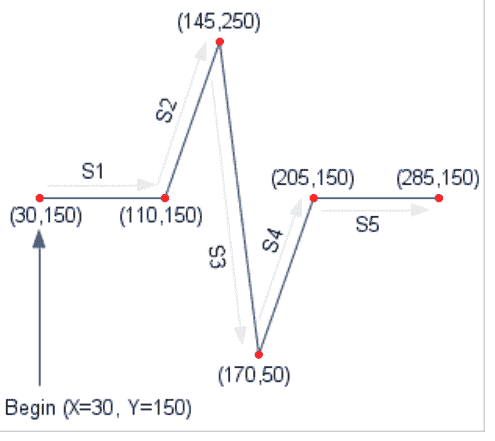 (145,250)
S2
S1
(205,150) (285,150)
(30,150) (110,150)
S5
S4
S3
(170,50)
Begin (X=30, Y=150)